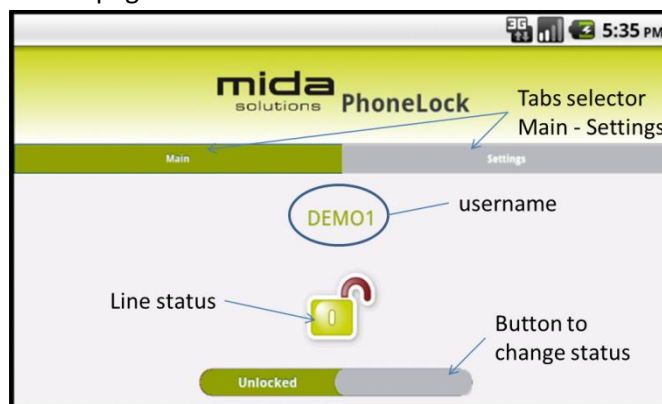 3G 5:35 PM
mida
solutions PhoneLock
Tabs selector
Main - Settings
Main Settings
DEMO1
username
Line status
Button to
change status
Unlocked